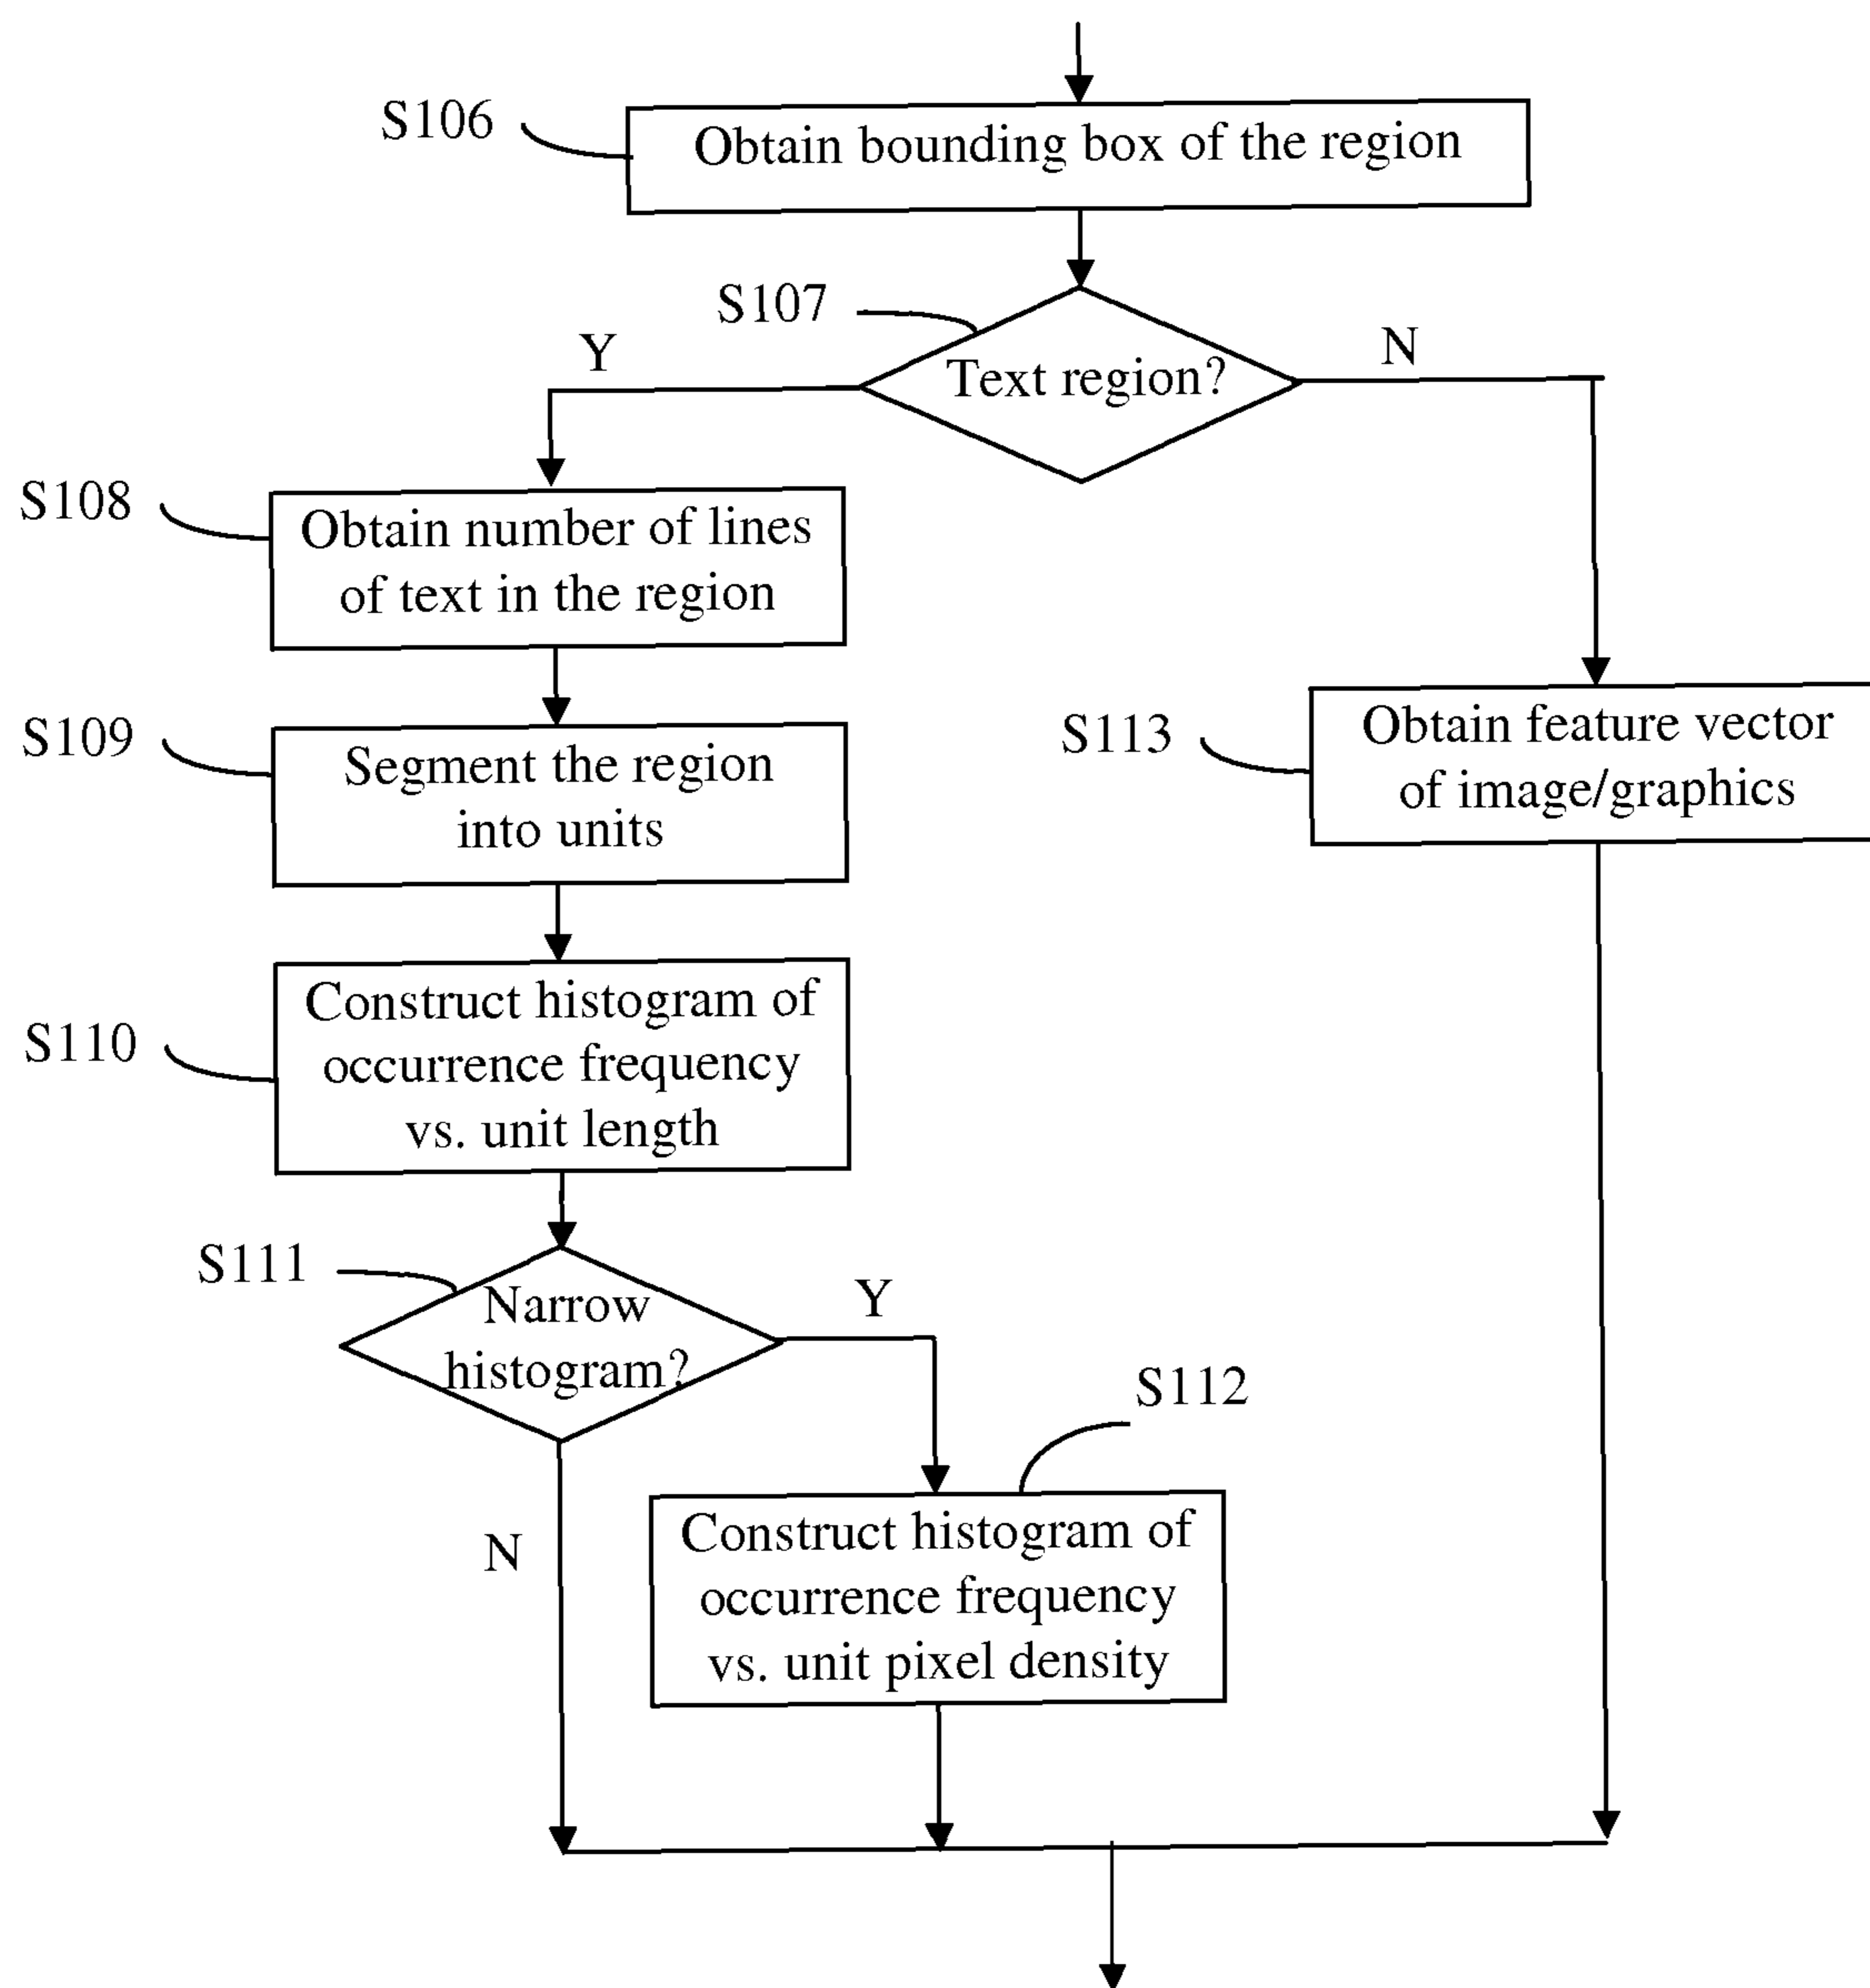 S106
Obtain bounding box of the region
S107
Y
Text region?
N
S108
Obtain number of lines
of text in the region
S109
Segment the region
into units
S113
Obtain feature vector
of image/graphics
S110
Construct histogram of
occurrence frequency
vs. unit length
S111
Narrow
histogram?
Y
S112
N
Construct histogram of
occurrence frequency
vs. unit pixel density